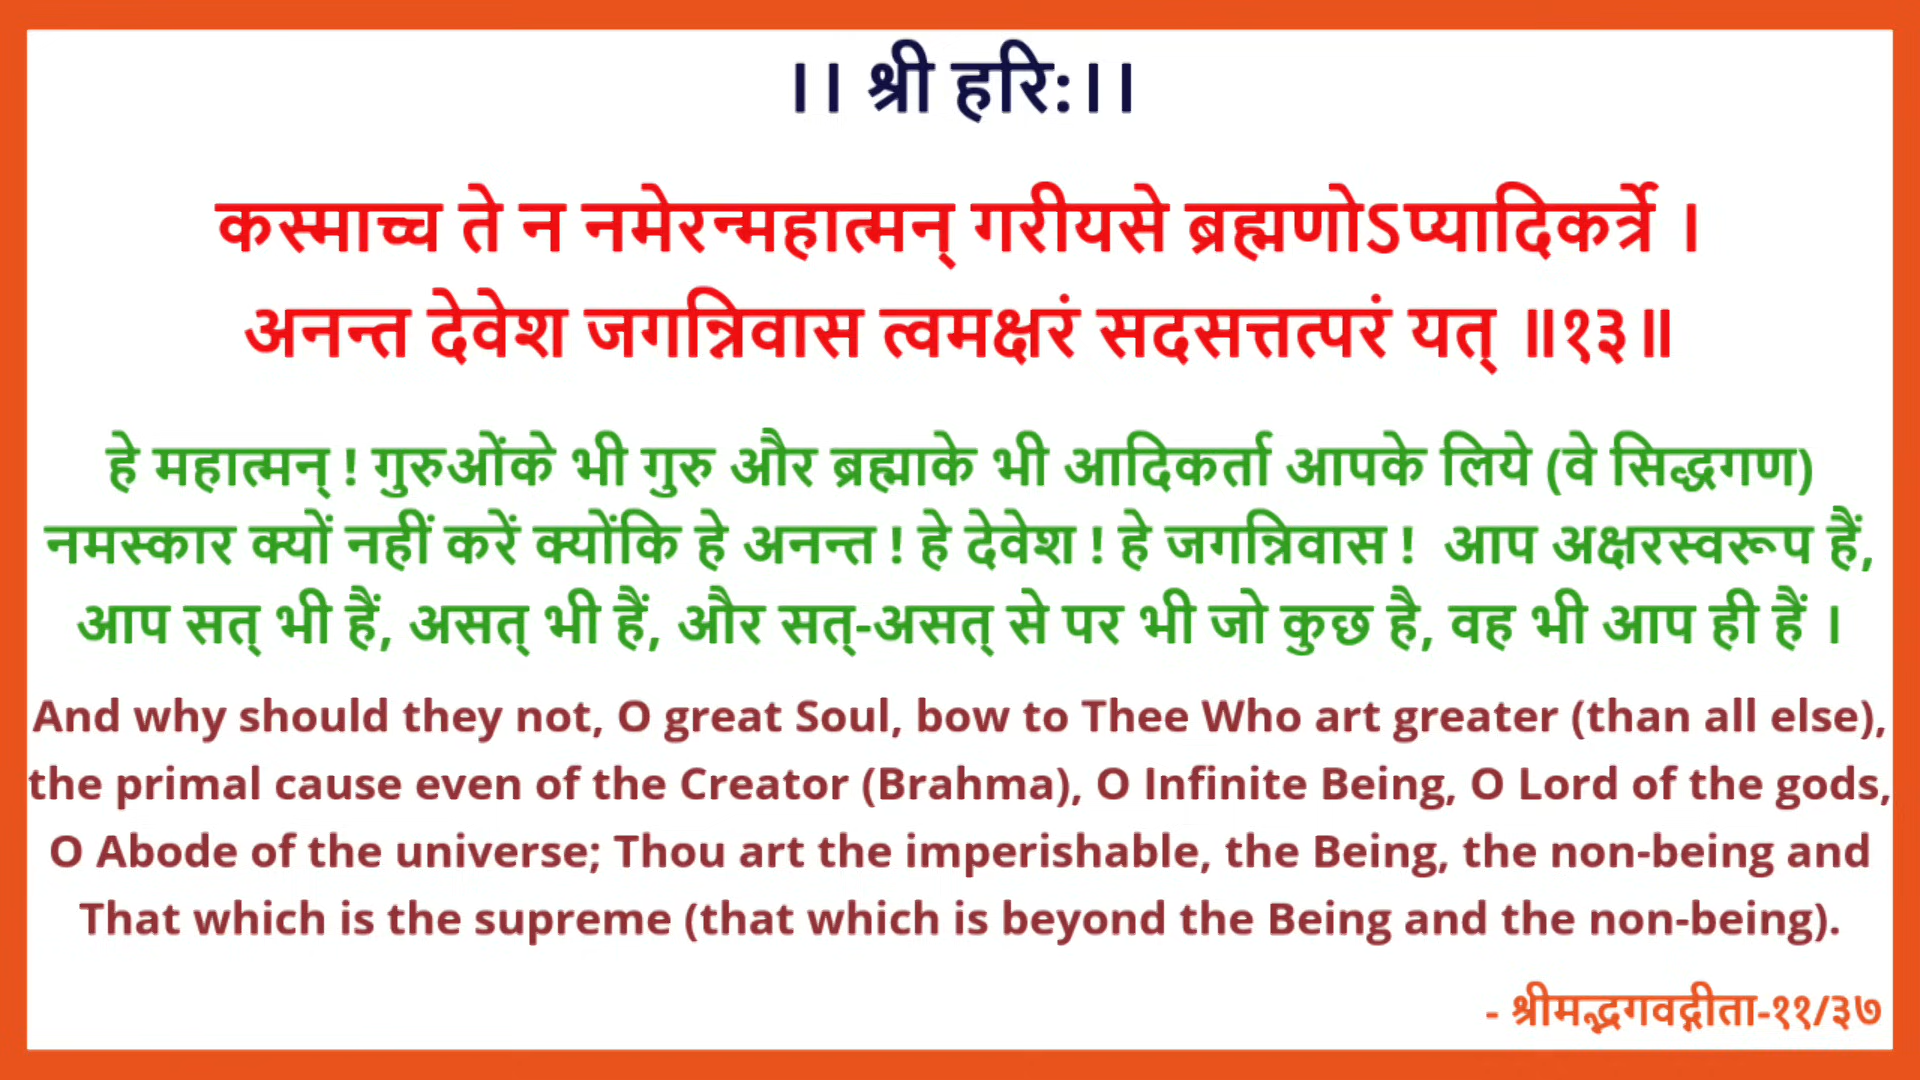 ।। श्री हरिः।।
कस्माच्च ते न नमेरन्महात्मन् गरीयसे ब्रह्मणोऽप्यादिकर्त्रे ।
अनन्त देवेश जगन्निवास त्वमक्षरं सदसत्तत्परं यत् ॥१३॥
हे महात्मन् ! गुरुओंके भी गुरु और ब्रह्माके भी आदिकर्ता आपके लिये (वे सिद्धगण)
नमस्कार क्यों नहीं करें क्योंकि हे अनन्त ! हे देवेश ! हे जगन्निवास ! आप अक्षरस्वरूप हैं,
आप सत् भी हैं, असत् भी हैं, और सत्-असत् से पर भी जो कुछ है, वह भी आप ही हैं ।
And why should they not, O great Soul, bow to Thee Who art greater (than all else),
the primal cause even of the Creator (Brahma), O Infinite Being, O Lord of the gods,
O Abode of the universe; Thou art the imperishable, the Being, the non-being and
That which is the supreme (that which is beyond the Being and the non-being).
- श्रीमद्भगवद्गीता-११/३७